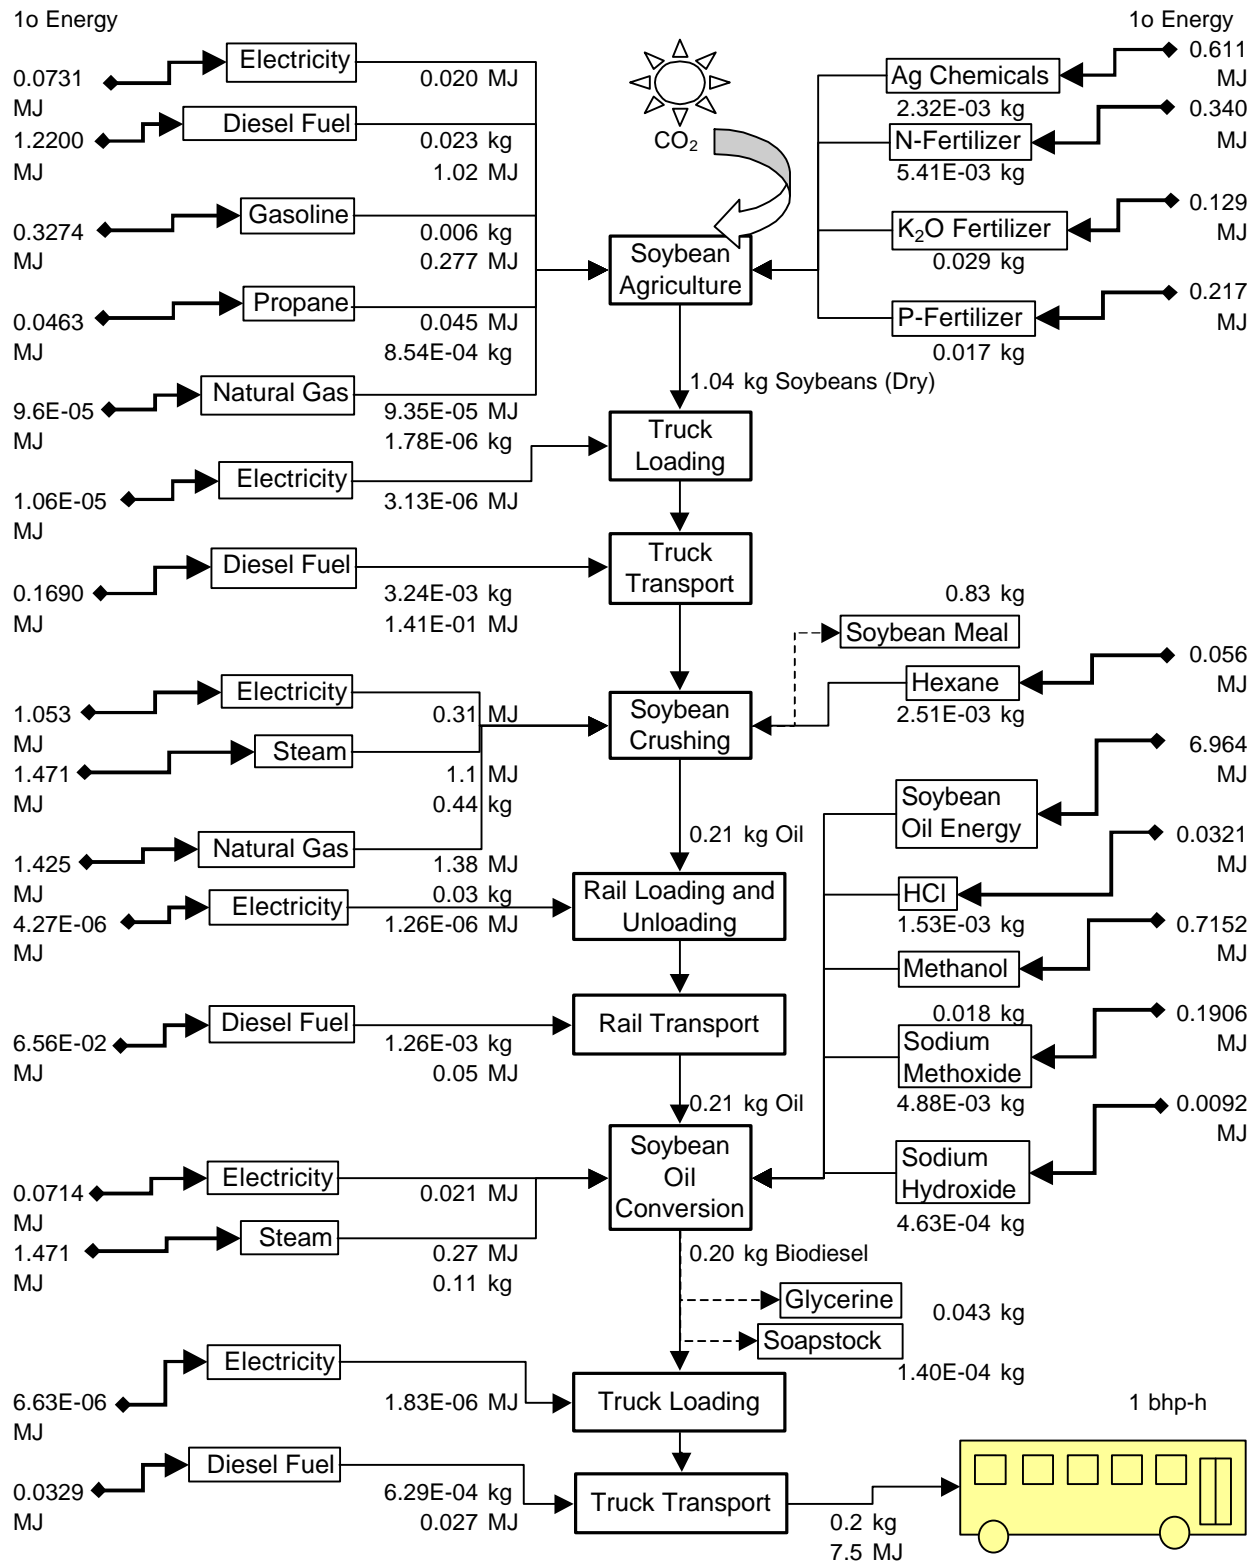 1o Energy
1o Energy
0.0731
MJ
Electricity
0.020 MJ
1.2200
MJ
Diesel Fuel
0.023 kg
1.02 MJ
0.3274
MJ
Gasoline
0.006 kg
0.277 MJ
0.0463
MJ
Propane
0.045 MJ
8.54E-04 kg
9.6E-05
MJ
Natural Gas
9.35E-05 MJ
1.78E-06 kg
CO₂
Ag Chemicals
2.32E-03 kg
0.611
MJ
N-Fertilizer
5.41E-03 kg
0.340
MJ
K₂O Fertilizer
0.029 kg
0.129
MJ
P-Fertilizer
0.017 kg
0.217
MJ
Soybean
Agriculture
1.04 kg Soybeans (Dry)
1.06E-05
MJ
Electricity
3.13E-06 MJ
Truck
Loading
0.1690
MJ
Diesel Fuel
3.24E-03 kg
1.41E-01 MJ
Truck
Transport
0.83 kg
Soybean Meal
1.053
MJ
Electricity
0.31 MJ
1.471
MJ
Steam
1.1 MJ
0.44 kg
1.425
MJ
Natural Gas
1.38 MJ
0.03 kg
Soybean
Crushing
Hexane
2.51E-03 kg
0.056
MJ
0.21 kg Oil
4.27E-06
MJ
Electricity
1.26E-06 MJ
Rail Loading and
Unloading
6.56E-02
MJ
Diesel Fuel
1.26E-03 kg
0.05 MJ
Rail Transport
0.21 kg Oil
Soybean
Oil Energy
6.964
MJ
HCl
1.53E-03 kg
0.0321
MJ
Methanol
0.018 kg
0.7152
MJ
Sodium
Methoxide
4.88E-03 kg
0.1906
MJ
Sodium
Hydroxide
4.63E-04 kg
0.0092
MJ
0.0714
MJ
Electricity
0.021 MJ
1.471
MJ
Steam
0.27 MJ
0.11 kg
Soybean
Oil
Conversion
0.20 kg Biodiesel
Glycerine
0.043 kg
Soapstock
1.40E-04 kg
6.63E-06
MJ
Electricity
1.83E-06 MJ
Truck Loading
0.0329
MJ
Diesel Fuel
6.29E-04 kg
0.027 MJ
Truck Transport
0.2 kg
7.5 MJ
1 bhp-h